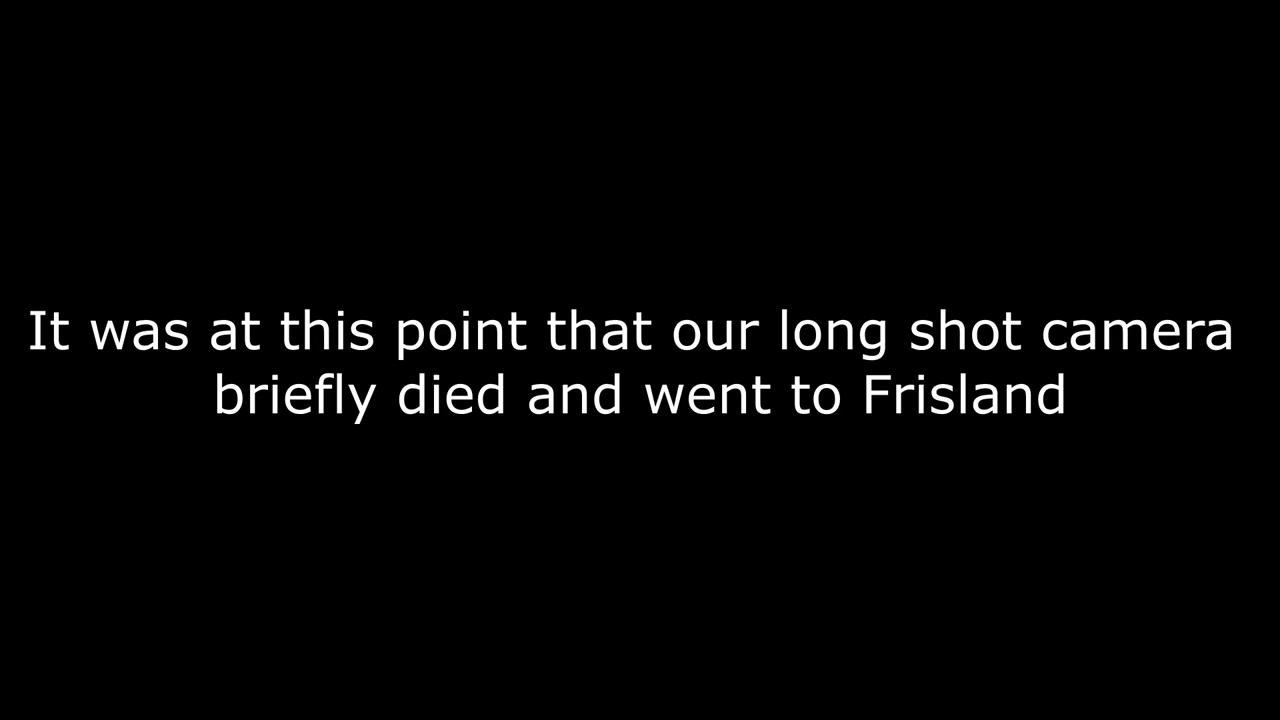 It was at this point that our long shot camera
briefly died and went to Frisland